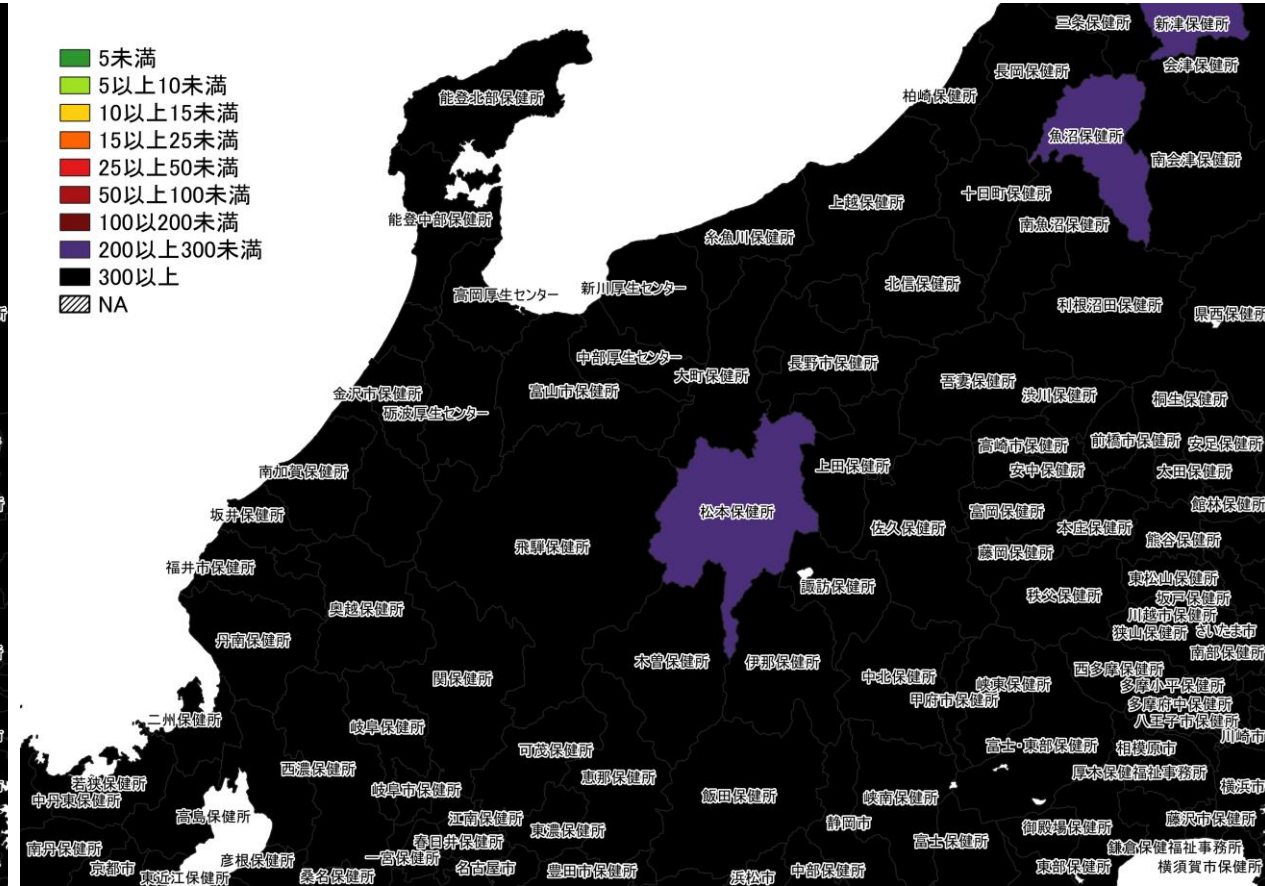 5未満
5以上10未満
10以上15未満
15以上25未満
25以上50未満
50以上100未満
100以200未満
200以上300未満
300以上
NA
三条保健所
新津保健所
長岡保健所
会津保健所
能登北部保健所
柏崎保健所
魚沼保健所
南会津保健所
十日町保健所
上越保健所
能登中部保健所
南魚沼保健所
糸魚川保健所
北信保健所
新川厚生センター
高岡厚生センター
利根沼田保健所
県西保健所
中部厚生センター
長野市保健所
大町保健所
吾妻保健所
富山市保健所
金沢市保健所
渋川保健所
桐生保健所
砺波厚生センター
高崎市保健所
前橋市保健所
安足保健所
南加賀保健所
上田保健所
安中保健所
太田保健所
館林保健所
坂井保健所
松本保健所
富岡保健所
佐久保健所
本庄保健所
熊谷保健所
飛騨保健所
藤岡保健所
福井市保健所
東松山保健所
諏訪保健所
秩父保健所
坂戸保健所
奥越保健所
川越市保健所
狭山保健所
さいたま市
丹南保健所
南部保健所
木曽保健所
伊那保健所
西多摩保健所
関保健所
中北保健所
峡東保健所
多摩小平保健所
甲府市保健所
多摩府中保健所
二州保健所
八王子市保健所
岐阜保健所
川崎市
可茂保健所
富士・東部保健所
相模原市
西濃保健所
恵那保健所
厚木保健福祉事務所
若狭保健所
岐阜市保健所
横浜市
中丹東保健所
飯田保健所
峡南保健所
高島保健所
江南保健所
静岡市
藤沢市保健所
東濃保健所
御殿場保健所
春日井保健所
富士保健所
南丹保健所
鎌倉保健福祉事務所
一宮保健所
彦根保健所
京都市
名古屋市
豊田市保健所
中部保健所
東部保健所
横須賀市保健所
東近江保健所
桑名保健所
浜松市